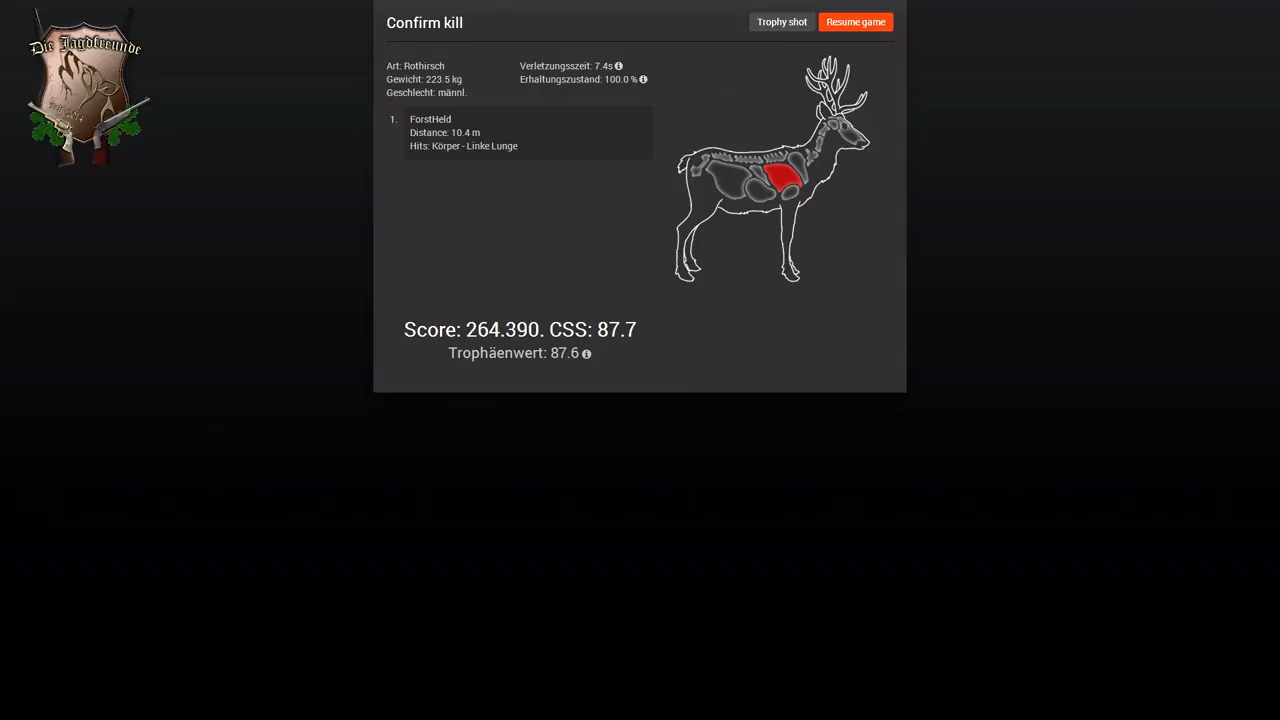 Die Jagdfreunde
Confirm kill
Trophy shot
Resume game
Art: Rothirsch
Gewicht: 223.5 kg
Geschlecht: männl.
Verletzungsszeit: 7.4s
Erhaltungszustand: 100.0 %
1.
ForstHeld
Distance: 10.4 m
Hits: Körper - Linke Lunge
Score: 264.390. CSS: 87.7
Trophäenwert: 87.6